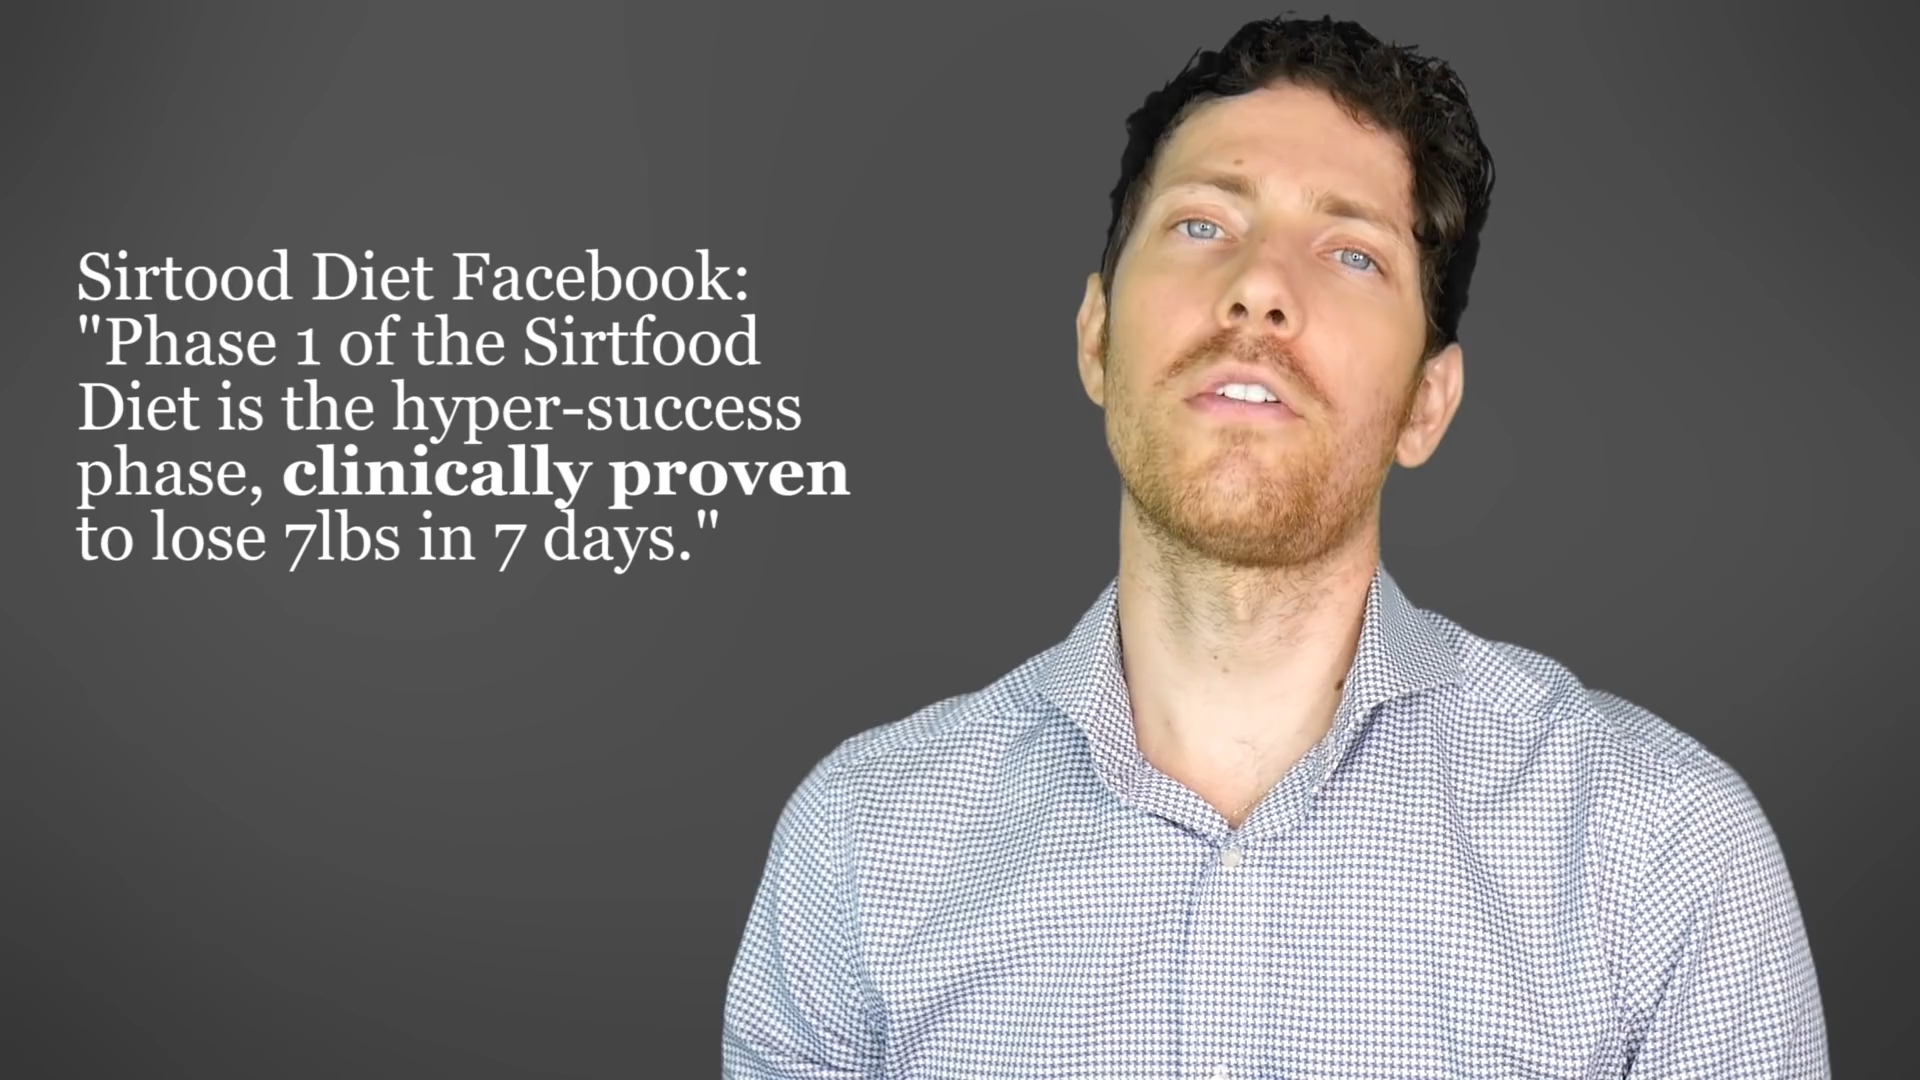 Sirtood Diet Facebook:
"Phase 1 of the Sirtfood
Diet is the hyper-success
phase, clinically proven
to lose 7lbs in 7 days."